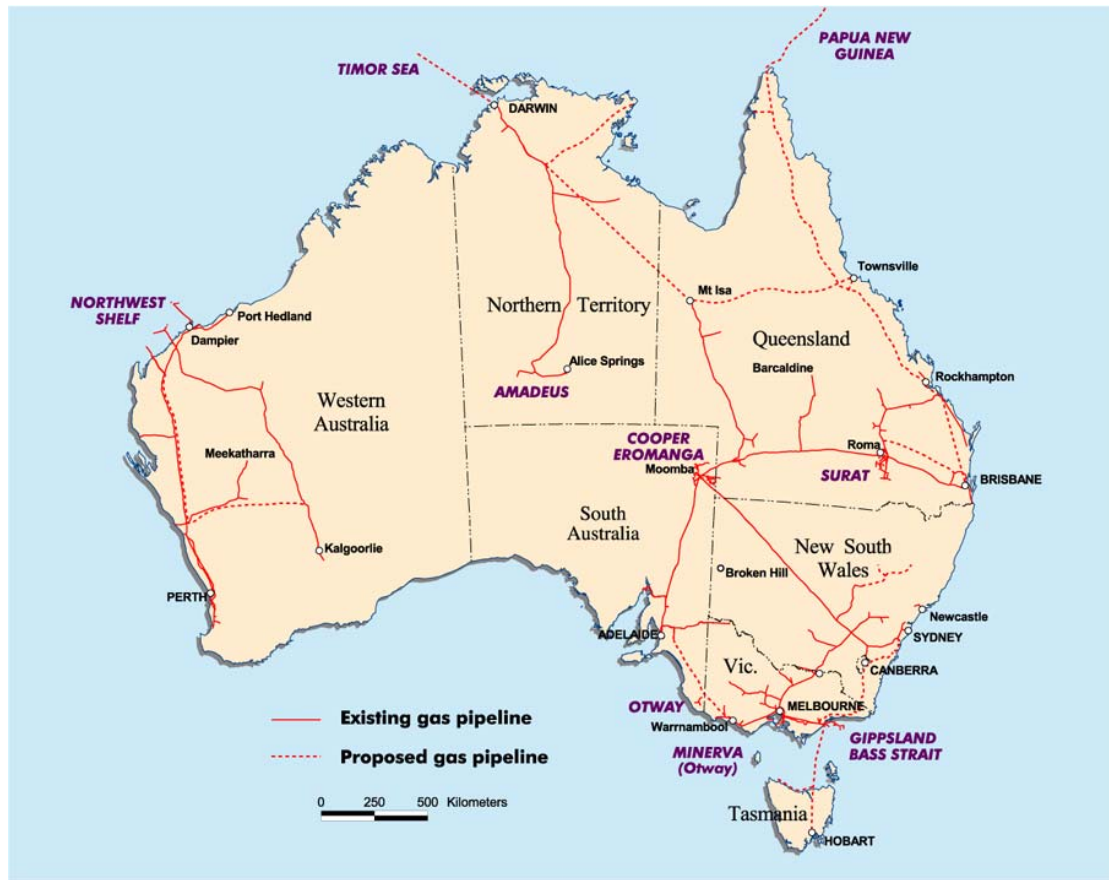 PAPUA NEW
GUINEA
TIMOR SEA
DARWIN
Townsville
Mt Isa
NORTHWEST
SHELF
Port Hedland
Dampier
Northern Territory
Queensland
Alice Springs
Barcaldine
Rockhampton
AMADEUS
Western
Australia
COOPER
EROMANGA
Moomba
Roma
SURAT
BRISBANE
Meekatharra
South
Australia
New South
Wales
Kalgoorlie
Broken Hill
PERTH
Newcastle
SYDNEY
ADELAIDE
CANBERRA
Vic.
OTWAY
MELBOURNE
Warrnambool
GIPPSLAND
BASS STRAIT
MINERVA
(Otway)
Existing gas pipeline
Proposed gas pipeline
0 250 500 Kilometers
Tasmania
HOBART